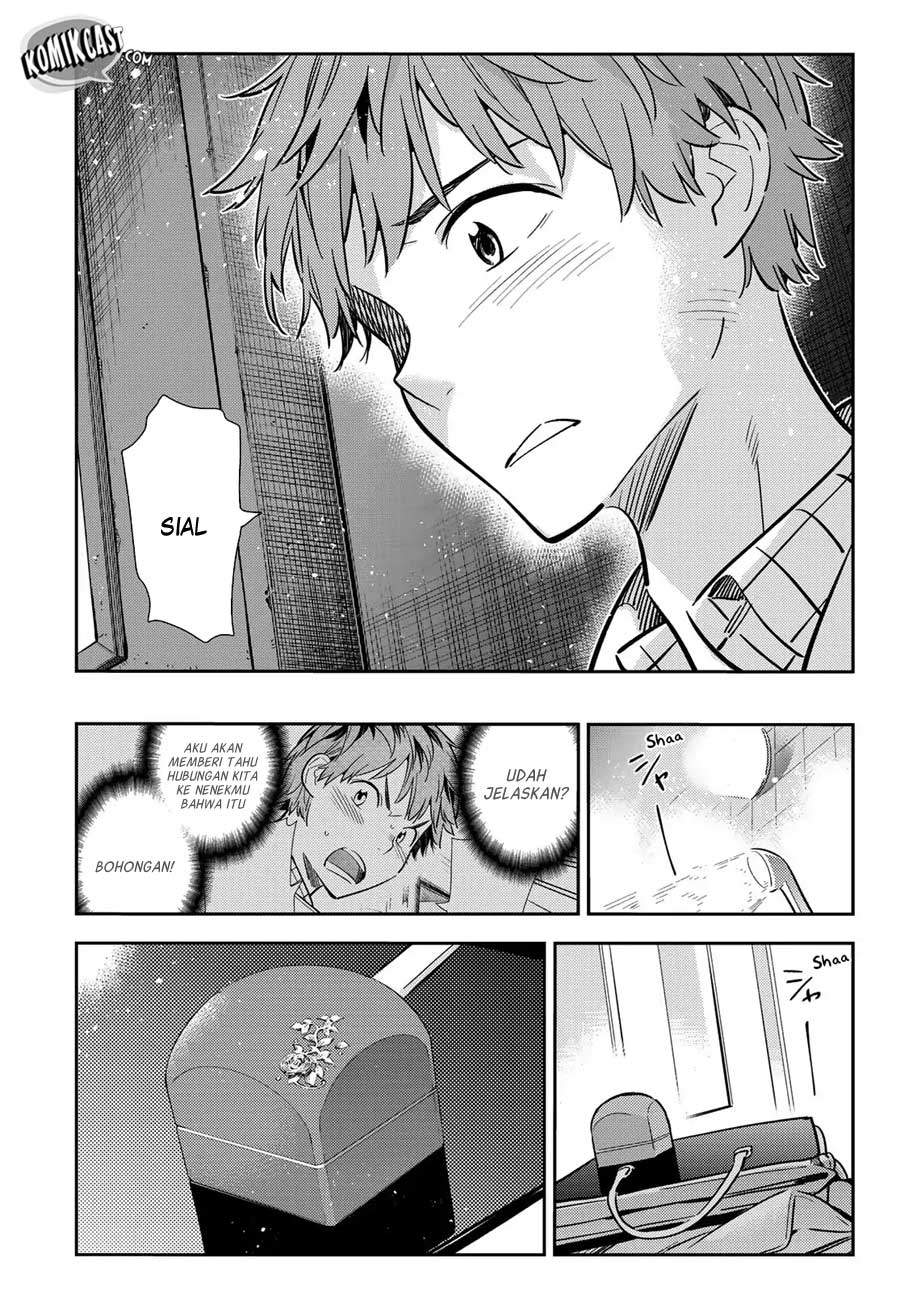 KOMIKCAST
.COM
SIAL
Shaa
シャ
UDAH
JELASKAN?
AKU AKAN
MEMBERI TAHU
HUBUNGAN KITA
KE NENEKMU
BAHWA ITU
BOHONGAN!
Shaa
シャ